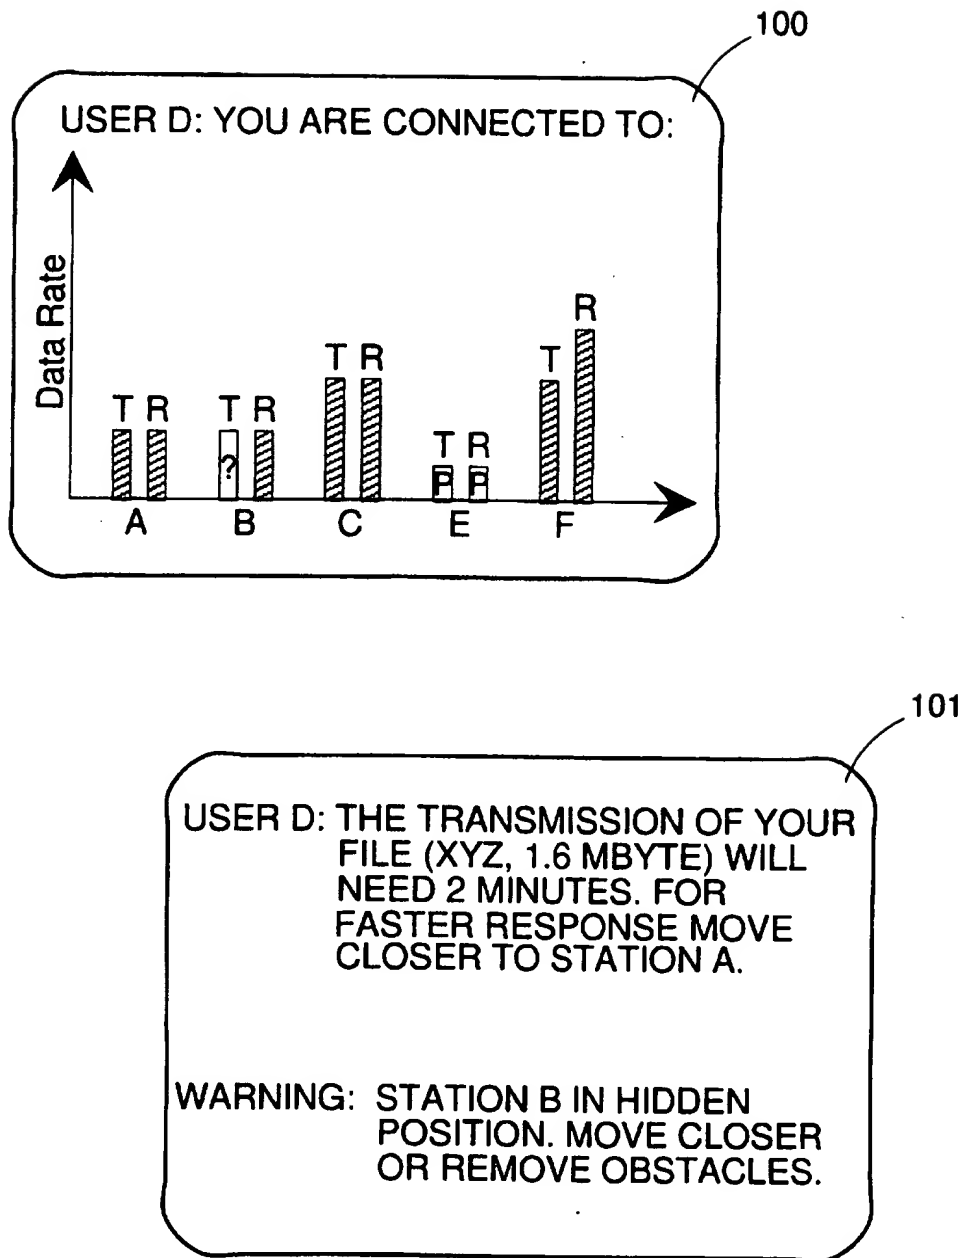 100
USER D: YOU ARE CONNECTED TO:
Data Rate
R
T R
T
T R
T R
T R
?
P P
A B C E F
101
USER D: THE TRANSMISSION OF YOUR
FILE (XYZ, 1.6 MBYTE) WILL
NEED 2 MINUTES. FOR
FASTER RESPONSE MOVE
CLOSER TO STATION A.
WARNING: STATION B IN HIDDEN
POSITION. MOVE CLOSER
OR REMOVE OBSTACLES.